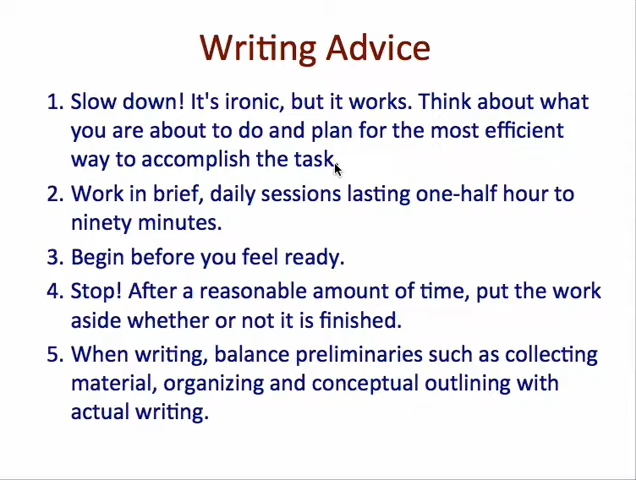 Writing Advice
1. Slow down! It's ironic, but it works. Think about what
you are about to do and plan for the most efficient
way to accomplish the task.
2. Work in brief, daily sessions lasting one-half hour to
ninety minutes.
3. Begin before you feel ready.
4. Stop! After a reasonable amount of time, put the work
aside whether or not it is finished.
5. When writing, balance preliminaries such as collecting
material, organizing and conceptual outlining with
actual writing.